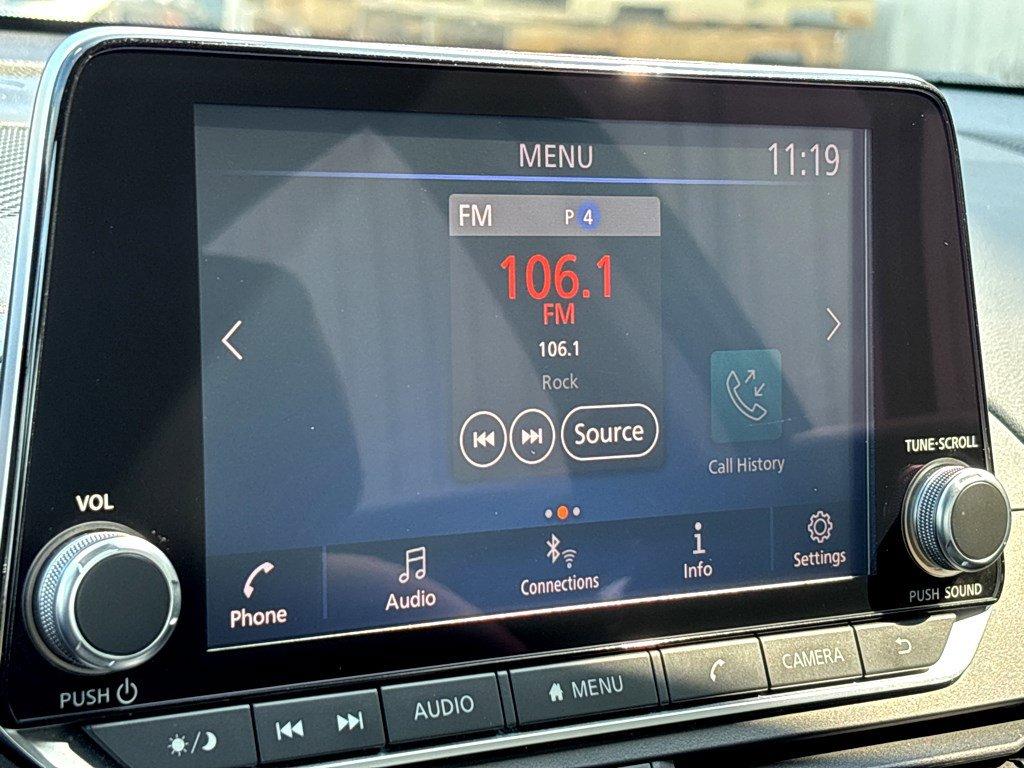 MENU
11:19
FM
P 4
106.1
FM
106.1
Rock
Source
Call History
Phone
Audio
Connections
Info
Settings
VOL
PUSH
TUNE·SCROLL
PUSH SOUND
AUDIO
MENU
CAMERA